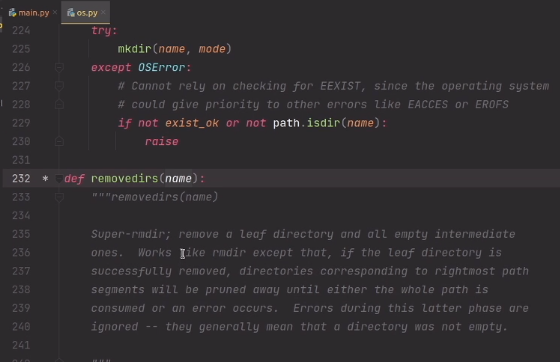 main.py × os.py ×
224 try:
225 mkdir(name, mode)
226 except OSError:
227 # Cannot rely on checking for EEXIST, since the operating system
228 # could give priority to other errors like EACCES or EROFS
229 if not exist_ok or not path.isdir(name):
230 raise
231
232 * def removedirs(name):
233 """removedirs(name)
234
235 Super-rmdir; remove a leaf directory and all empty intermediate
236 ones. Works like rmdir except that, if the leaf directory is
237 successfully removed, directories corresponding to rightmost path
238 segments will be pruned away until either the whole path is
239 consumed or an error occurs. Errors during this latter phase are
240 ignored -- they generally mean that a directory was not empty.
241
"""